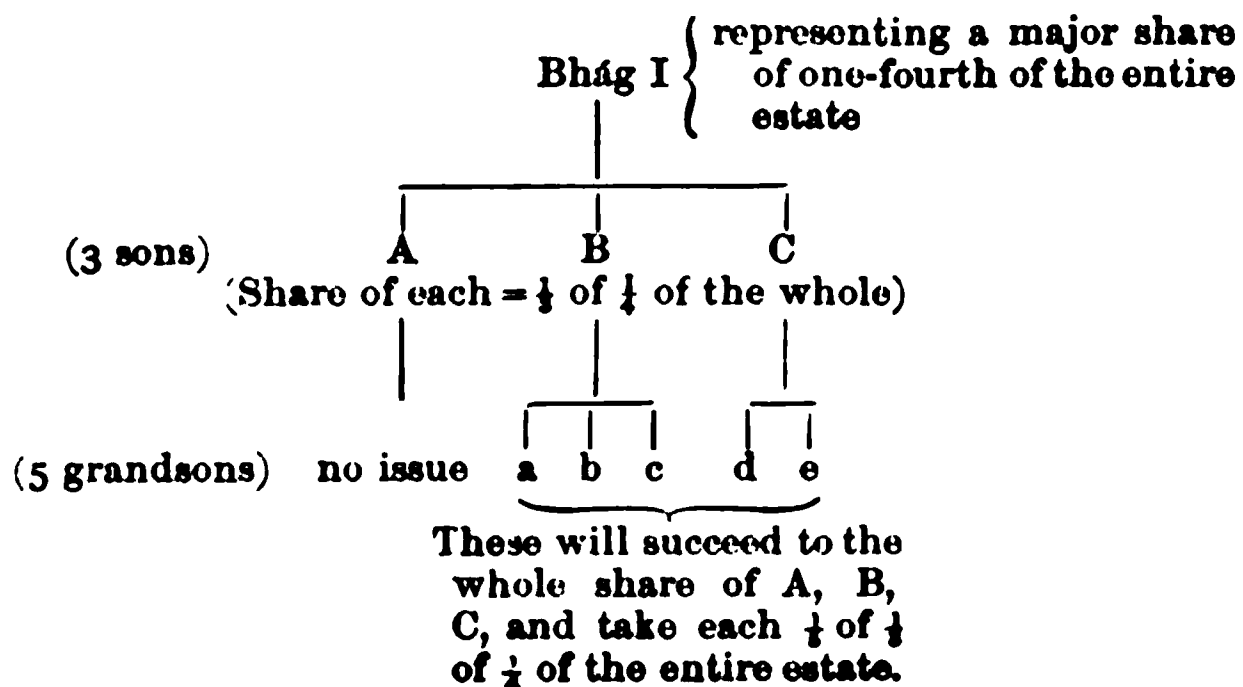 Bhág I { representing a major share
of one-fourth of the entire
estate
(3 sons) A B C
(Share of each = ⅓ of ¼ of the whole)
(5 grandsons) no issue a b c d e
These will succeed to the
whole share of A, B,
C, and take each of
of of the entire estate.